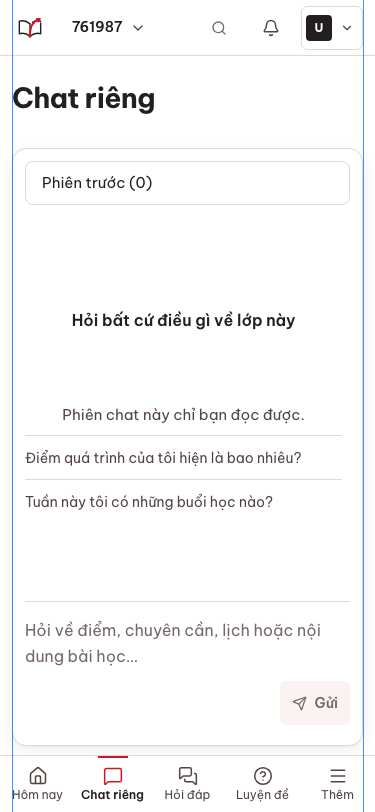 761987
U
Chat riêng
Phiên trước (0)
Hỏi bất cứ điều gì về lớp này
Phiên chat này chỉ bạn đọc được.
Điểm quá trình của tôi hiện là bao nhiêu?
Tuần này tôi có những buổi học nào?
Hỏi về điểm, chuyên cần, lịch hoặc nội
dung bài học...
Gửi
Hôm nay
Chat riêng
Hỏi đáp
Luyện đề
Thêm